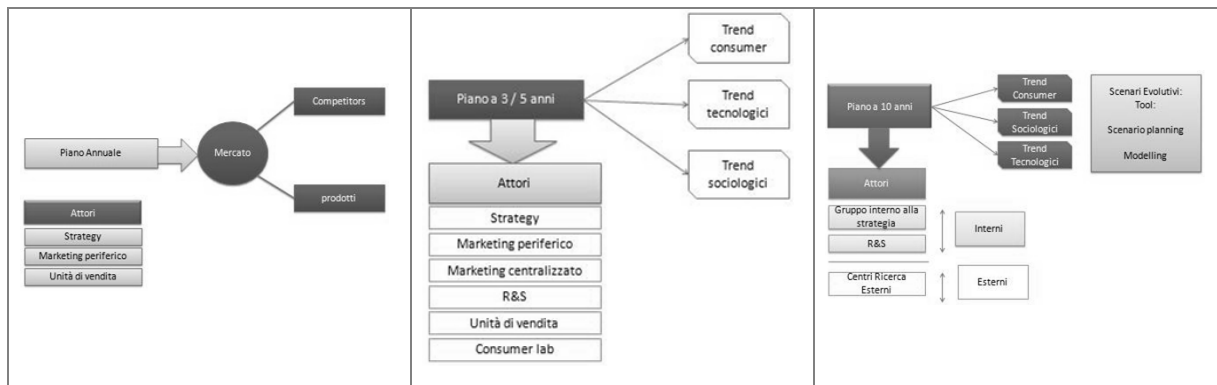 Piano Annuale
Mercato
Competitors
prodotti
Attori
Strategy
Marketing periferico
Unità di vendita
Piano a 3 / 5 anni
Trend
consumer
Trend
tecnologici
Trend
sociologici
Attori
Strategy
Marketing periferico
Marketing centralizzato
R&S
Unità di vendita
Consumer lab
Piano a 10 anni
Trend
Consumer
Trend
Sociologici
Trend
Tecnologici
Scenari Evolutivi:
Tool:
Scenario planning
Modelling
Attori
Gruppo interno alla
strategia
R&S
Interni
Centri Ricerca
Esterni
Esterni